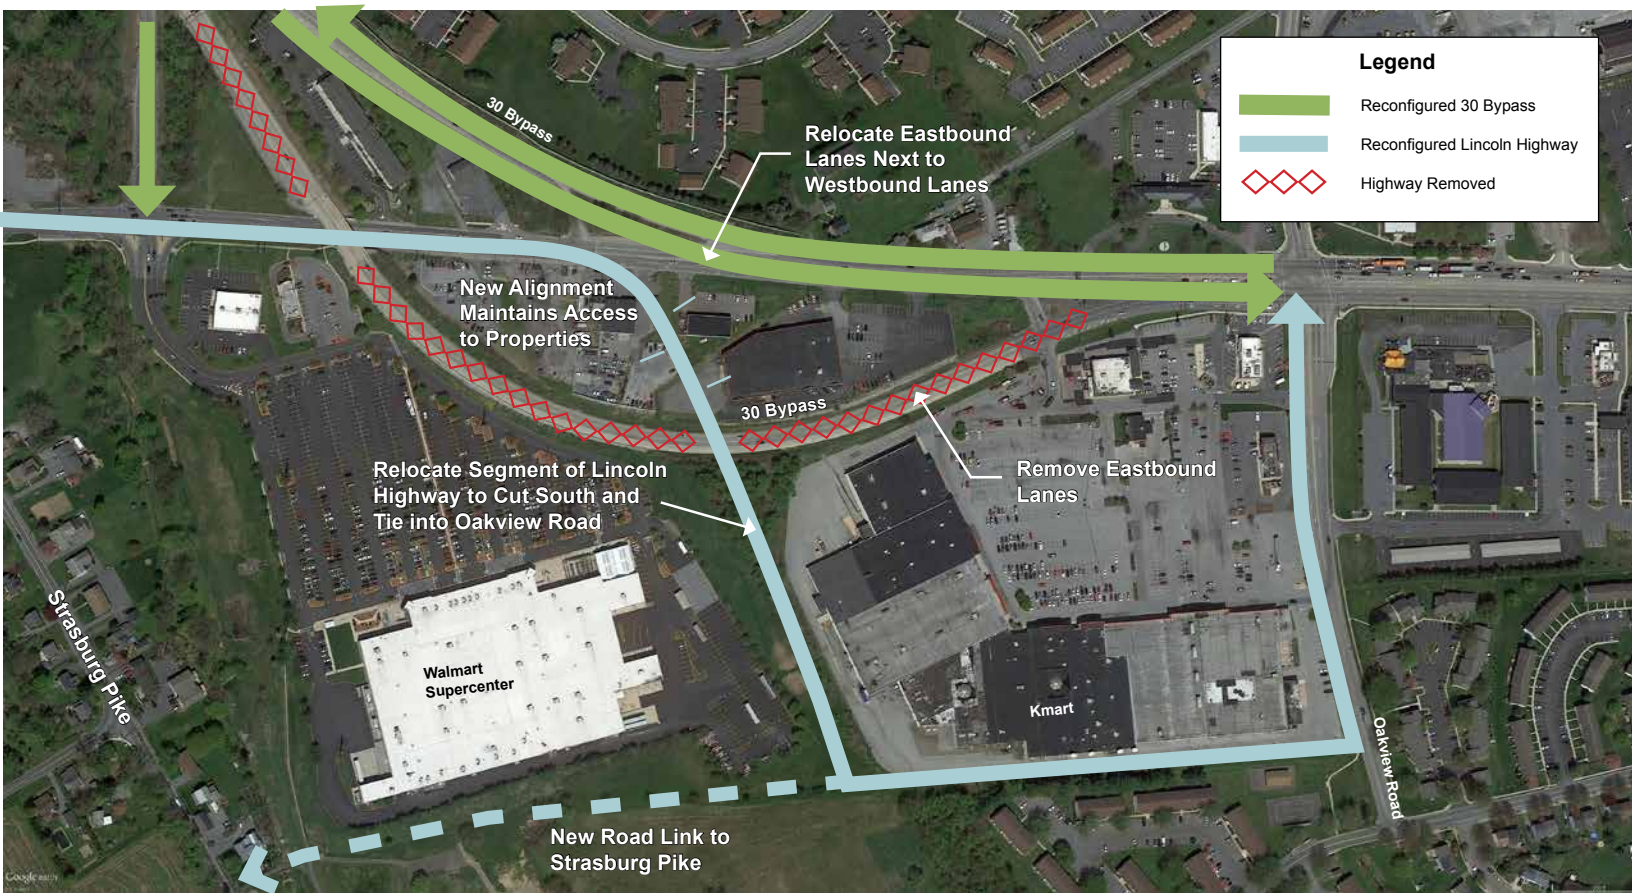 Legend
Reconfigured 30 Bypass
Reconfigured Lincoln Highway
Highway Removed
30 Bypass
Relocate Eastbound
Lanes Next to
Westbound Lanes
New Alignment
Maintains Access
to Properties
30 Bypass
Relocate Segment of Lincoln
Highway to Cut South and
Tie into Oakview Road
Remove Eastbound
Lanes
Strasburg Pike
Walmart
Supercenter
Kmart
Oakview Road
New Road Link to
Strasburg Pike
Google earth